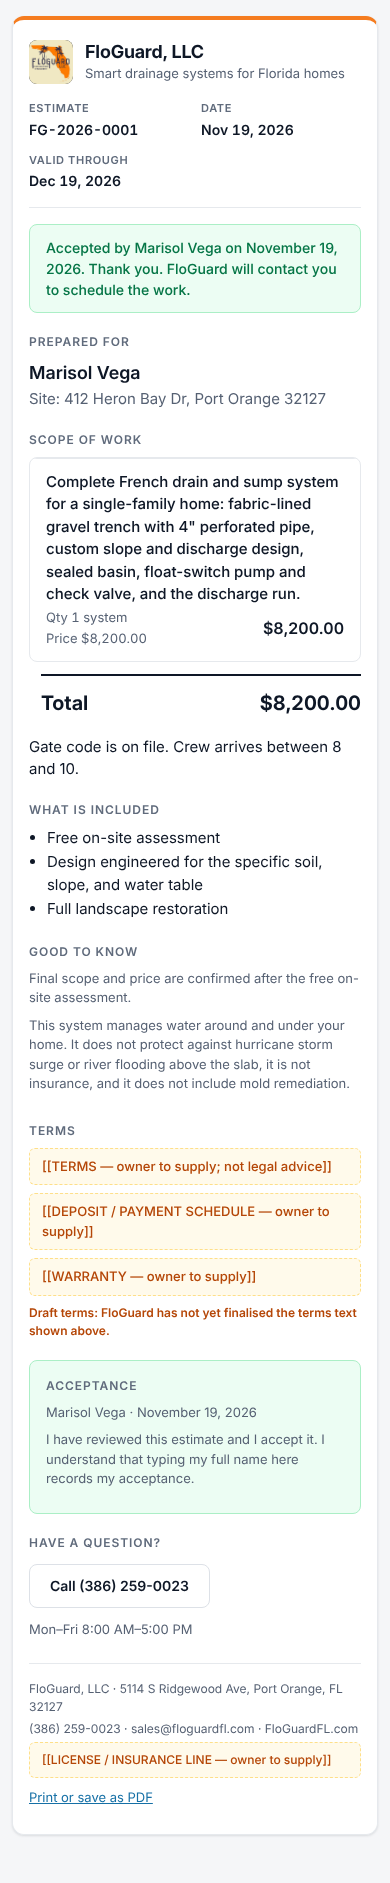 FLOGUARD
FloGuard, LLC
Smart drainage systems for Florida homes
ESTIMATE
FG-2026-0001
DATE
Nov 19, 2026
VALID THROUGH
Dec 19, 2026
Accepted by Marisol Vega on November 19,
2026. Thank you. FloGuard will contact you
to schedule the work.
PREPARED FOR
Marisol Vega
Site: 412 Heron Bay Dr, Port Orange 32127
SCOPE OF WORK
Complete French drain and sump system
for a single-family home: fabric-lined
gravel trench with 4" perforated pipe,
custom slope and discharge design,
sealed basin, float-switch pump and
check valve, and the discharge run.
Qty 1 system
Price $8,200.00
$8,200.00
Total $8,200.00
Gate code is on file. Crew arrives between 8
and 10.
WHAT IS INCLUDED
• Free on-site assessment
• Design engineered for the specific soil,
slope, and water table
• Full landscape restoration
GOOD TO KNOW
Final scope and price are confirmed after the free on-
site assessment.
This system manages water around and under your
home. It does not protect against hurricane storm
surge or river flooding above the slab, it is not
insurance, and it does not include mold remediation.
TERMS
[[TERMS — owner to supply; not legal advice]]
[[DEPOSIT / PAYMENT SCHEDULE — owner to
supply]]
[[WARRANTY — owner to supply]]
Draft terms: FloGuard has not yet finalised the terms text
shown above.
ACCEPTANCE
Marisol Vega · November 19, 2026
I have reviewed this estimate and I accept it. I
understand that typing my full name here
records my acceptance.
HAVE A QUESTION?
Call (386) 259-0023
Mon–Fri 8:00 AM–5:00 PM
FloGuard, LLC · 5114 S Ridgewood Ave, Port Orange, FL
32127
(386) 259-0023 · sales@floguardfl.com · FloGuardFL.com
[[LICENSE / INSURANCE LINE — owner to supply]]
Print or save as PDF